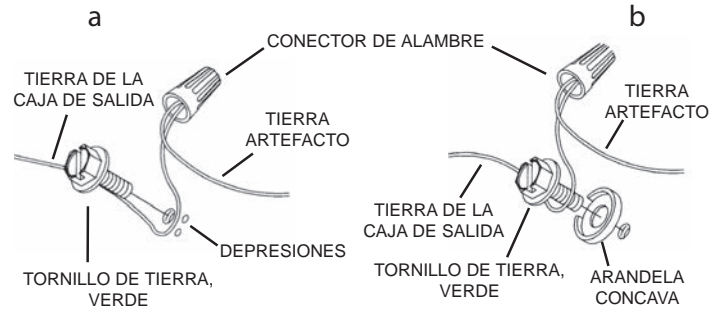 a
b
CONECTOR DE ALAMBRE
TIERRA DE LA
CAJA DE SALIDA
TIERRA
ARTEFACTO
DEPRESIONES
TORNILLO DE TIERRA,
VERDE
TIERRA
ARTEFACTO
TIERRA DE LA
CAJA DE SALIDA
TORNILLO DE TIERRA,
VERDE
ARANDELA
CONCAVA